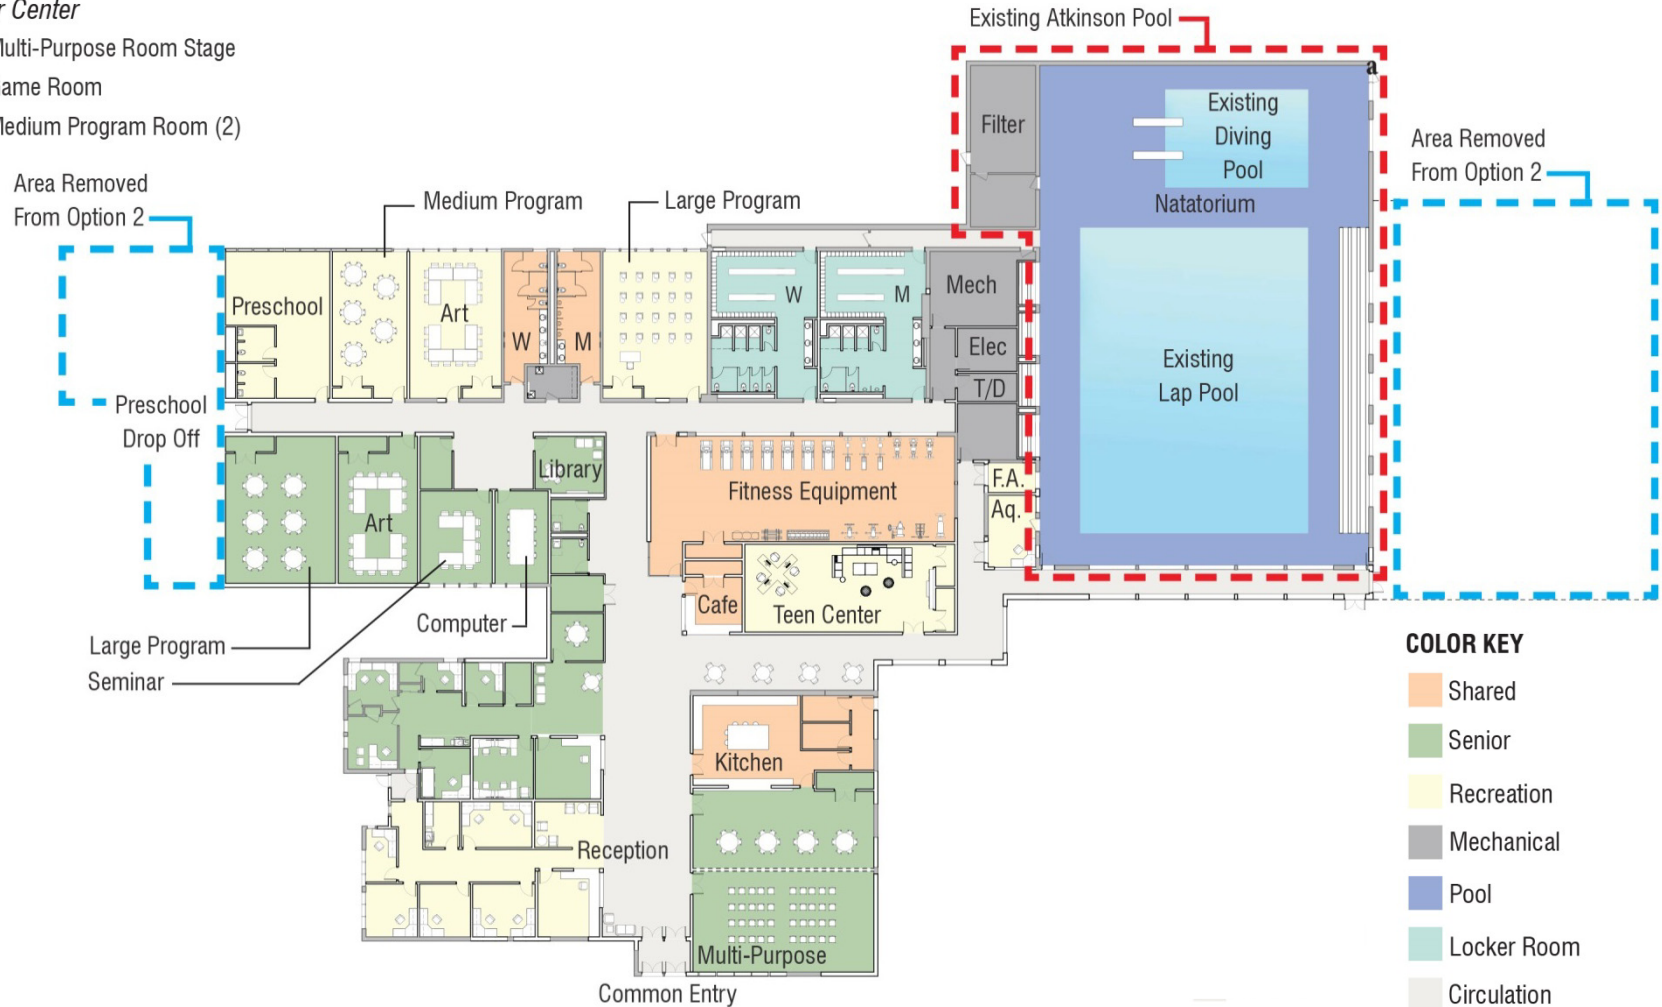 Center
Multi-Purpose Room Stage
Room
Medium Program Room (2)
Existing Atkinson Pool
a
Area Removed
From Option 2
Medium Program
Large Program
Filter
Existing
Diving
Pool
Natatorium
Area Removed
From Option 2
Preschool
Art
W
M
W
M
Mech
Elec
T/D
Existing
Lap Pool
Preschool
Drop Off
Library
Art
Fitness Equipment
F.A.
Aq.
Cafe
Teen Center
Computer
Large Program
Seminar
Kitchen
Reception
Multi-Purpose
Common Entry
COLOR KEY
Shared
Senior
Recreation
Mechanical
Pool
Locker Room
Circulation